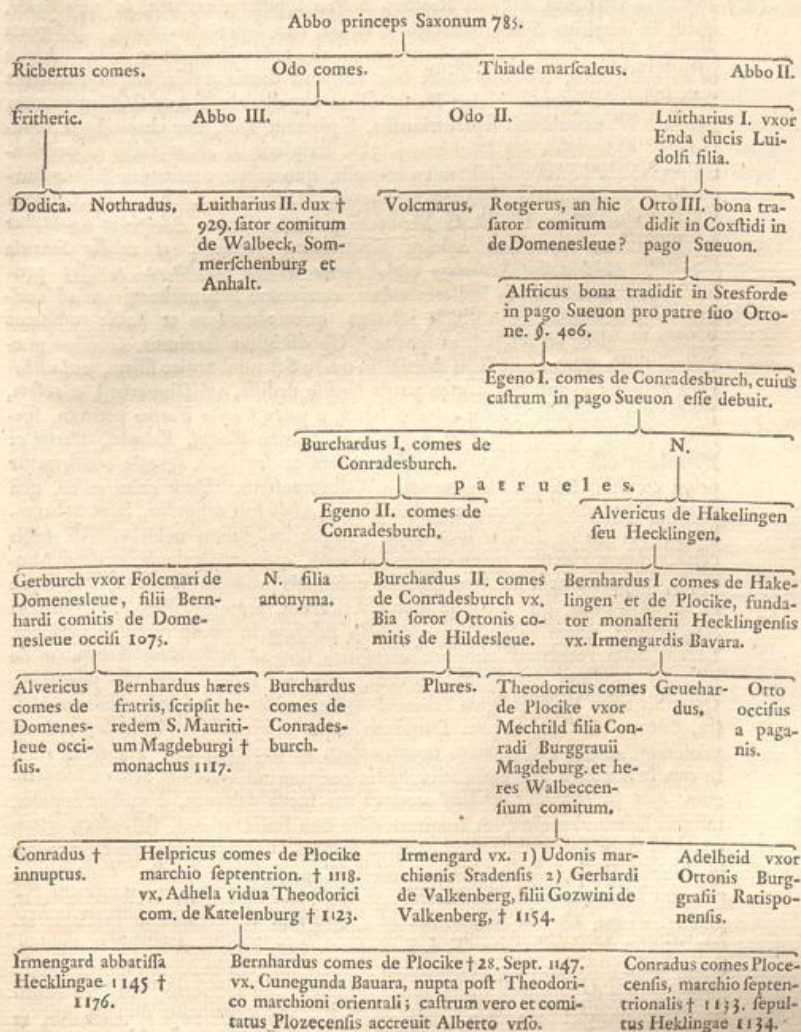 Abbo princeps Saxonum 785.
Ricbertus comes. Odo comes. Thiade marſcalcus. Abbo II.
Fritheric. Abbo III. Odo II. Luitharius I. vxor
Enda ducis Lui-
dolfi filia.
Dodica. Nothradus. Luitharius II. dux †
929. ſator comitum
de Walbeck, Som-
merſchenburg et
Anhalt.
Volcmarus. Rotgerus, an hic
ſator comitum
de Domenesleue?
Otto III. bona tra-
didit in Coxſtidi in
pago Sueuon.
Alfricus bona tradidit in Stesforde
in pago Sueuon pro patre ſuo Otto-
ne. §. 406.
Egeno I. comes de Conradesburch, cuius
caſtrum in pago Sueuon eſſe debuit.
Burchardus I. comes de
Conradesburch.
N.
patrueles.
Egeno II. comes de
Conradesburch.
Alvericus de Hakelingen
ſeu Hecklingen.
Gerburch vxor Folcmari de
Domenesleue, filii Bern-
hardi comitis de Dome-
nesleue occiſi 1075.
N. filia
anonyma.
Burchardus II. comes
de Conradesburch vx.
Bia ſoror Ottonis co-
mitis de Hildesleue.
Bernhardus I comes de Hake-
lingen et de Plocike, funda-
tor monaſterii Hecklingenſis
vx. Irmengardis Bavara.
Alvericus
comes de
Domenes-
leue occi-
ſus.
Bernhardus hæres
fratris, ſcripſit he-
redem S. Mauriti-
um Magdeburgi †
monachus 1117.
Burchardus
comes de
Conrades-
burch.
Plures.
Theodoricus comes
de Plocike vxor
Mechtild filia Con-
radi Burggrauii
Magdeburg. et he-
res Walbeccen-
ſium comitum.
Geuehar-
dus.
Otto
occiſus
a paga-
nis.
Conradus †
innuptus.
Helpricus comes de Plocike
marchio ſeptentrion. † 1118.
vx. Adhela vidua Theodorici
com. de Katelenburg † 1123.
Irmengard vx. 1) Udonis mar-
chionis Stadenſis 2) Gerhardi
de Valkenberg, filii Gozwini de
Valkenberg, † 1154.
Adelheid vxor
Ottonis Burg-
grafii Ratispo-
nenſis.
Irmengard abbatiſſa
Hecklingae 1145 †
1176.
Bernhardus comes de Plocike † 28. Sept. 1147.
vx. Cunegunda Bauara, nupta poſt Theodori-
co marchioni orientali; caſtrum vero et comi-
tatus Plozecenſis accreuit Alberto vrſo.
Conradus comes Ploce-
cenſis, marchio ſepten-
trionalis † 1133. ſepul-
tus Heklingae 1134.